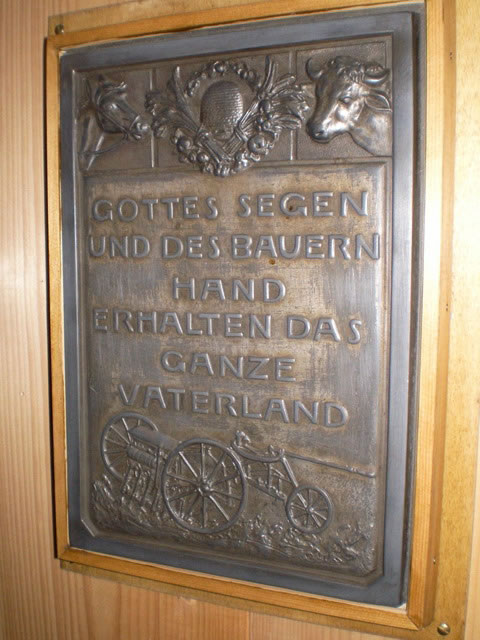 GOTTES SEGEN
UND DES BAUERN
HAND
ERHALTEN DAS
GANZE
VATERLAND